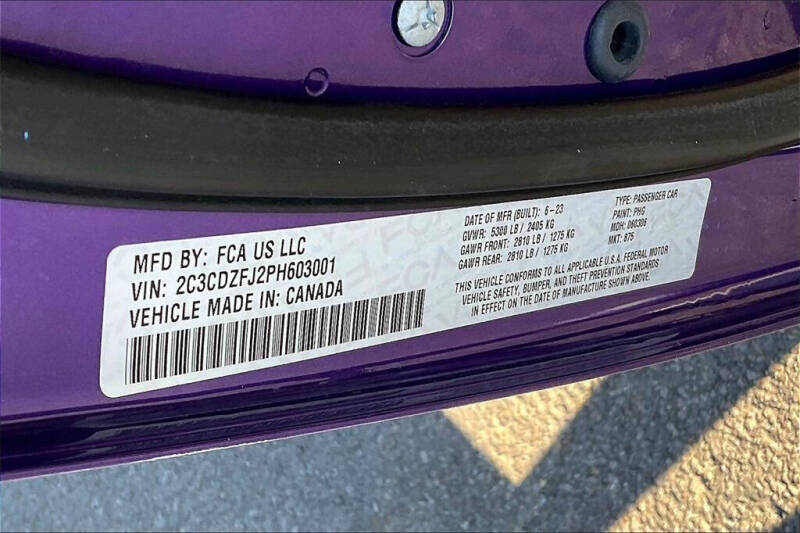 MFD BY: FCA US LLC
VIN: 2C3CDZFJ2PH603001
VEHICLE MADE IN: CANADA
DATE OF MFR (BUILT): 6-23
GVWR: 5300 LB / 2405 KG
GAWR FRONT: 2810 LB / 1275 KG
GAWR REAR: 2810 LB / 1275 KG
TYPE: PASSENGER CAR
PAINT: PHG
MDH: 060306
MKT: 675
THIS VEHICLE CONFORMS TO ALL APPLICABLE U.S.A. FEDERAL MOTOR
VEHICLE SAFETY, BUMPER, AND THEFT PREVENTION STANDARDS
IN EFFECT ON THE DATE OF MANUFACTURE SHOWN ABOVE.